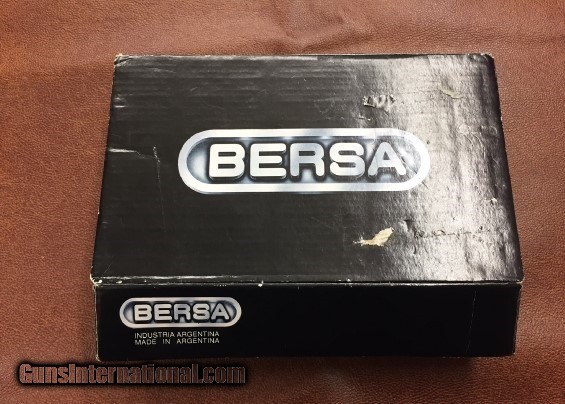 BERSA
BERSA
INDUSTRIA ARGENTINA
MADE IN ARGENTINA
GunsInternational.com